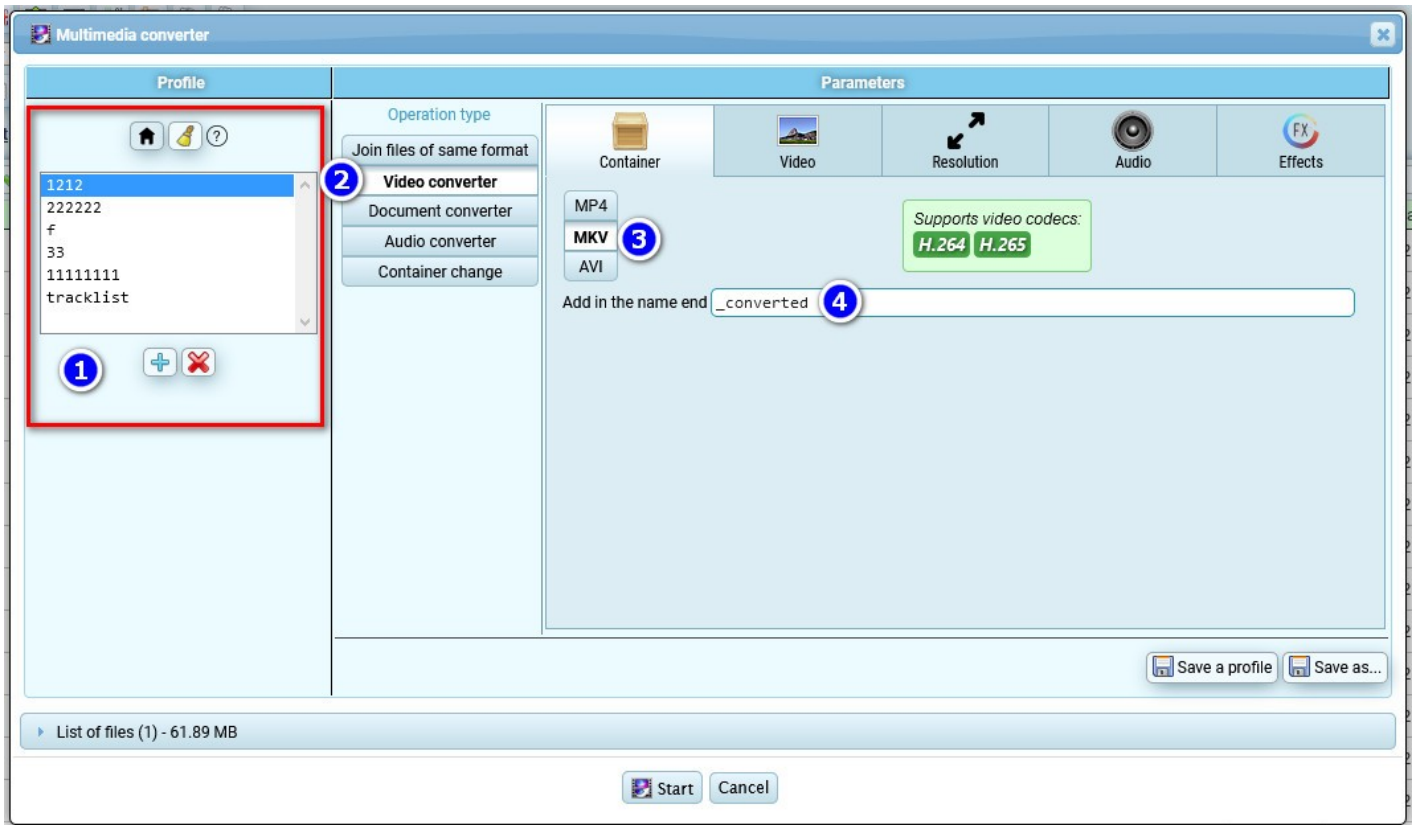 Multimedia converter
Profile
Parameters
?
1212
222222
f
33
11111111
tracklist
1
Operation type
Join files of same format
2
Video converter
Document converter
Audio converter
Container change
Container
Video
Resolution
Audio
FX
Effects
MP4
MKV
3
AVI
Supports video codecs:
H.264 H.265
Add in the name end _converted 4
Save a profile
Save as...
List of files (1) - 61.89 MB
Start
Cancel